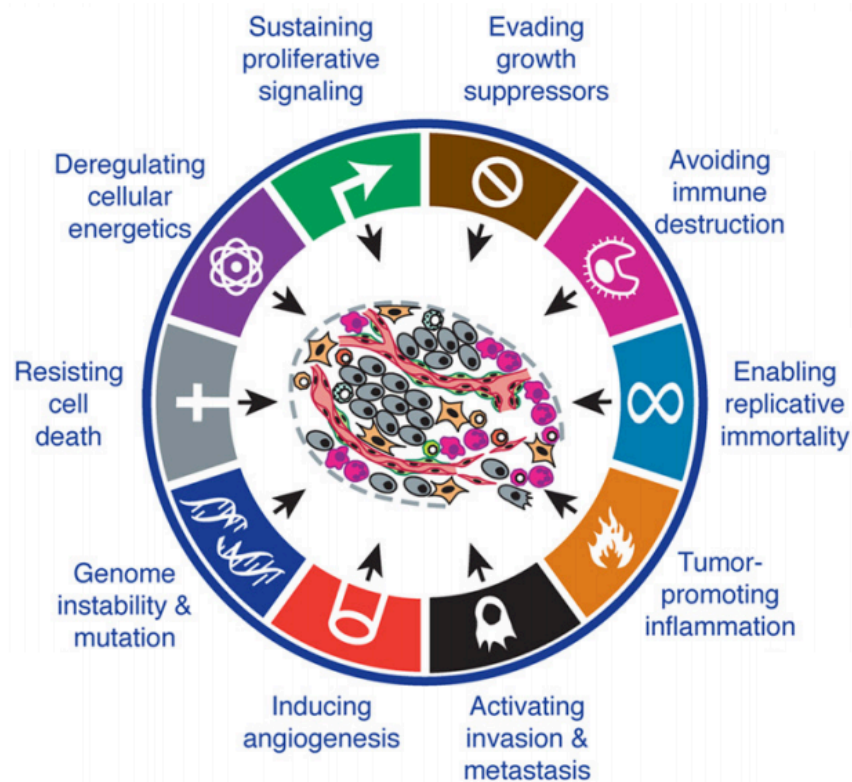 Sustaining
proliferative
signaling
Evading
growth
suppressors
Avoiding
immune
destruction
Enabling
replicative
immortality
Tumor-
promoting
inflammation
Activating
invasion &
metastasis
Inducing
angiogenesis
Genome
instability &
mutation
Resisting
cell
death
Deregulating
cellular
energetics